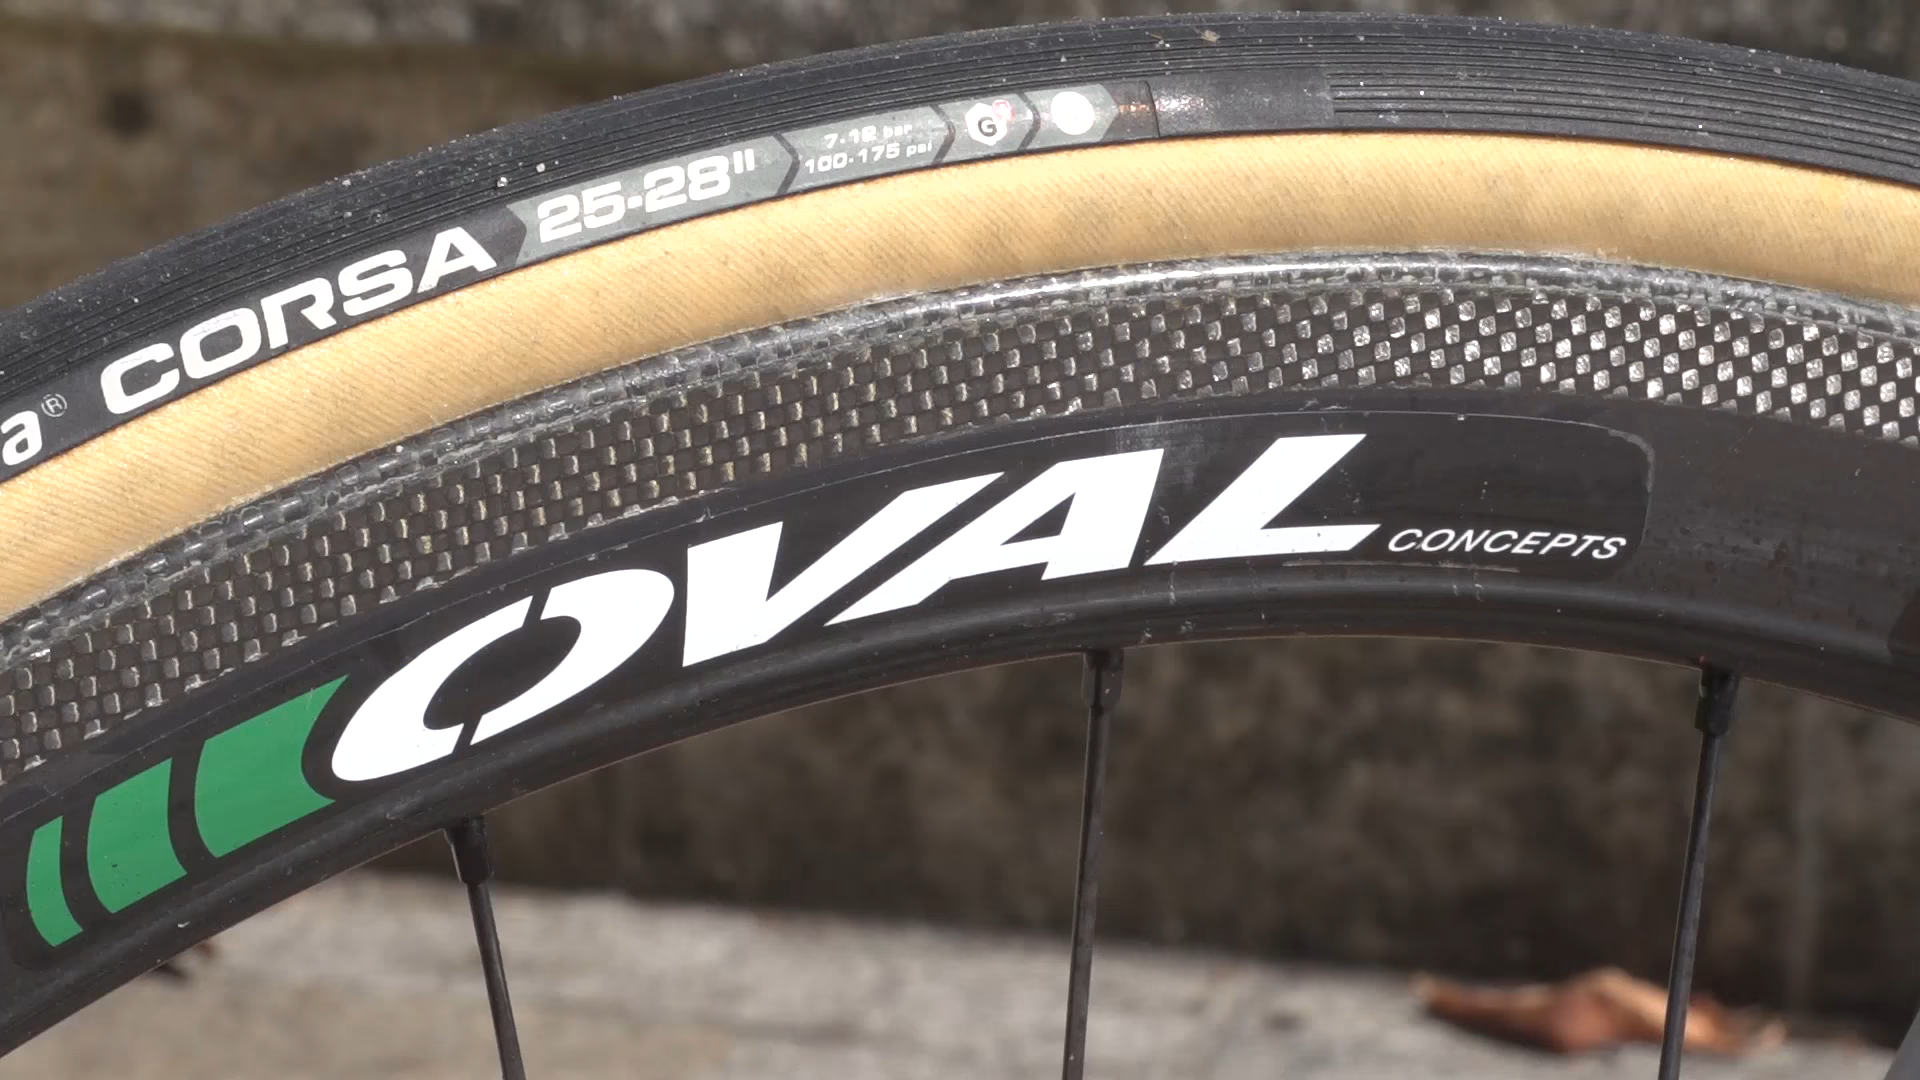 a® CORSA 25-28"
7-12 bar
100-175 psi
G
OVAL CONCEPTS